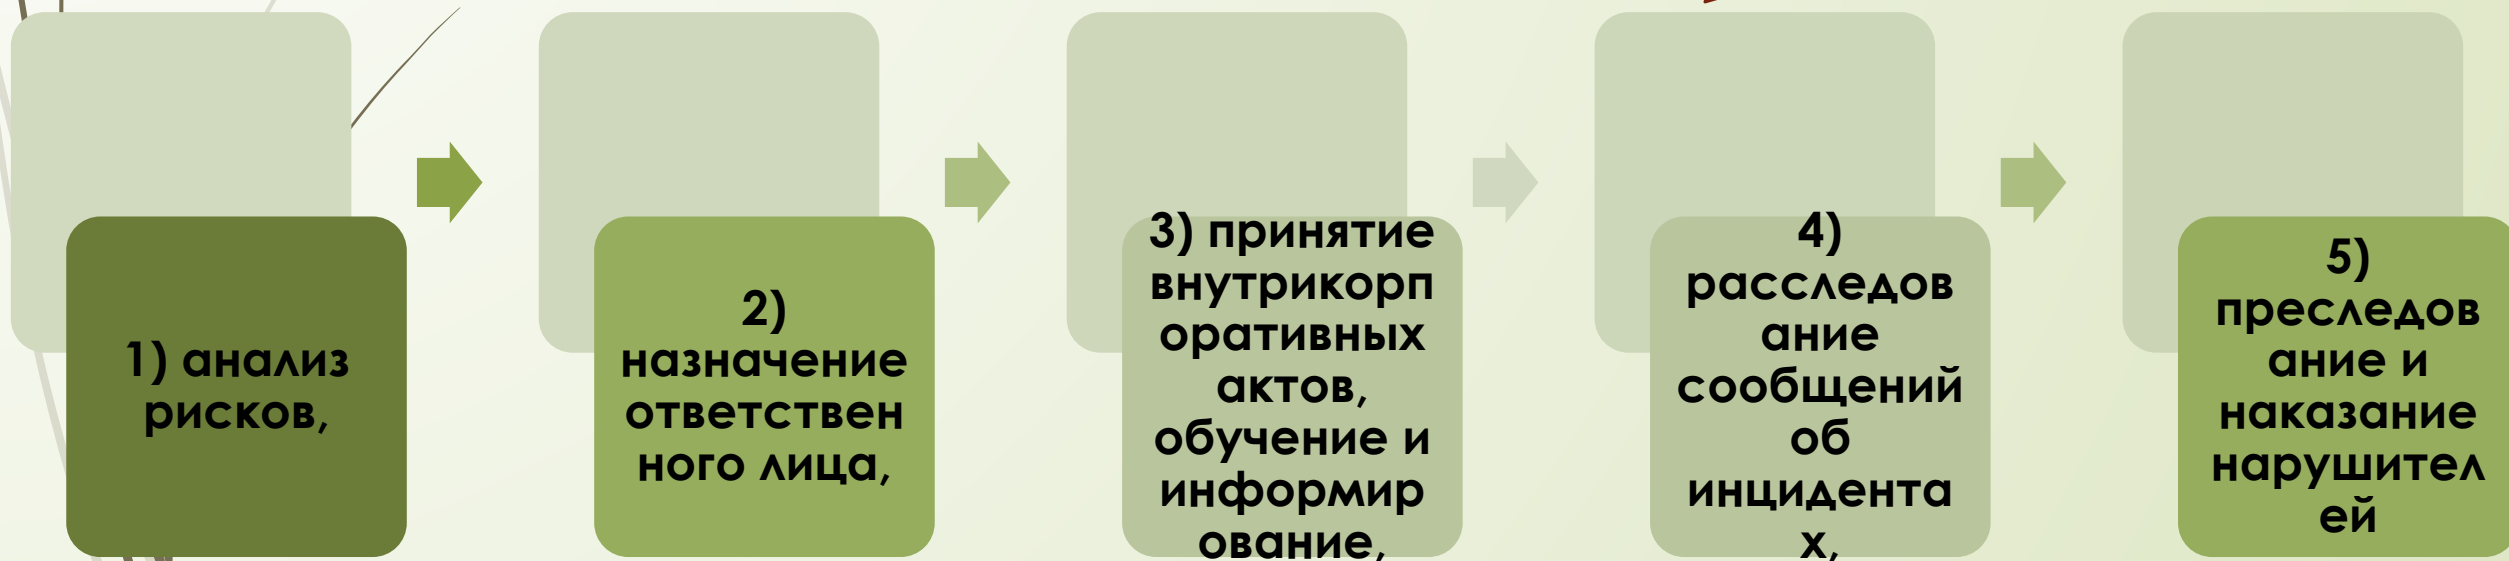 1) анализ
рисков,
2)
назначение
ответствен
ного лица,
3) принятие
внутрикорп
оративных
актов,
обучение и
информир
ование,
4)
расследов
ание
сообщений
об
инцидента
х,
5)
преследов
ание и
наказание
нарушител
ей